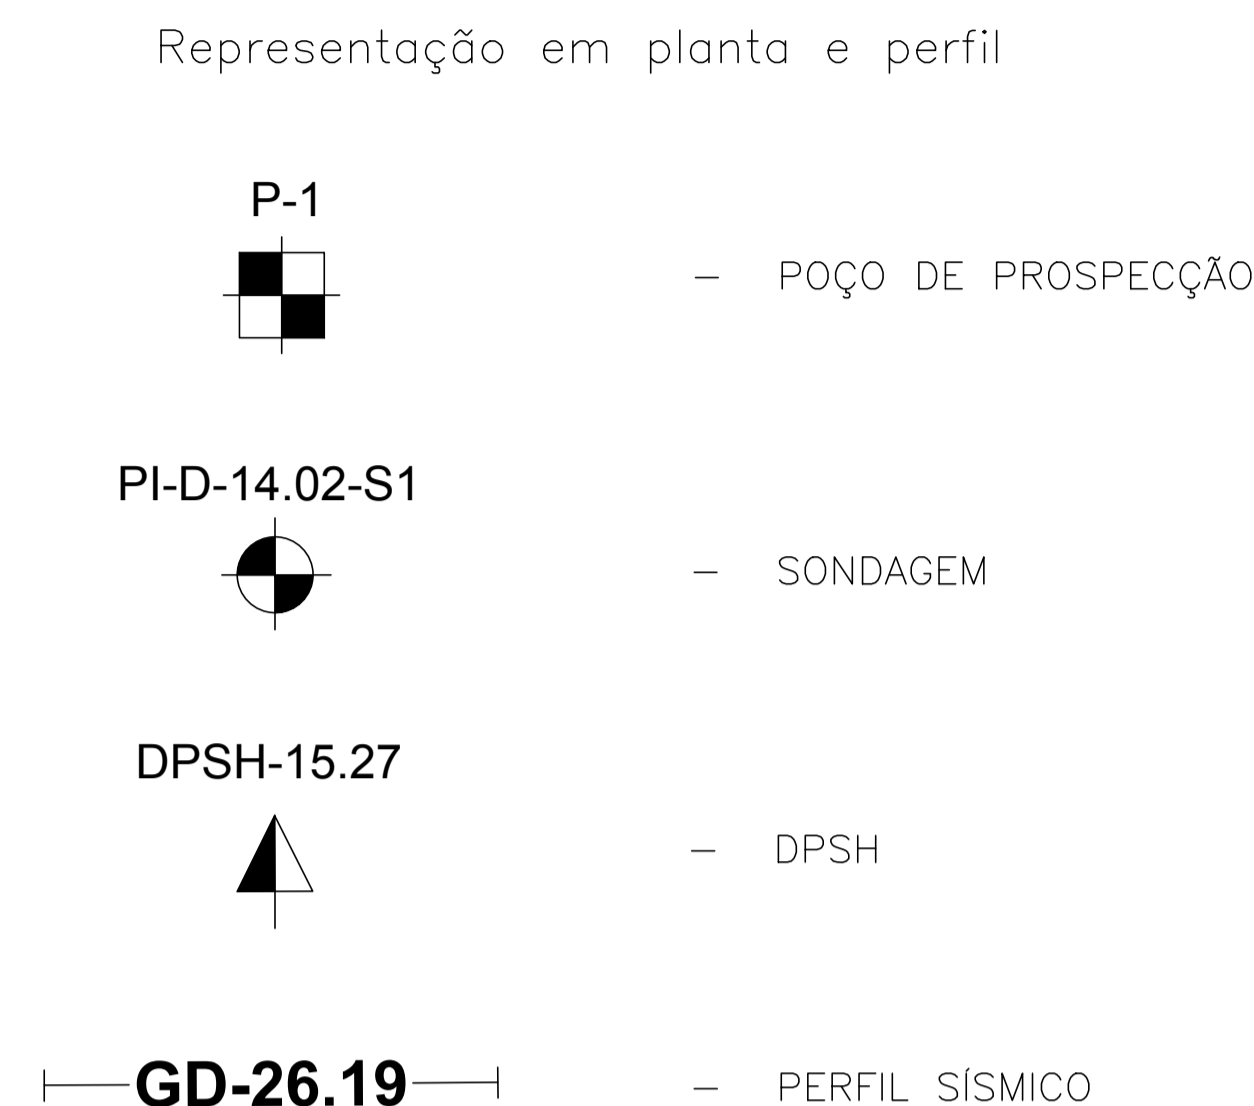 Representação em planta e perfil
P-1
– POÇO DE PROSPECÇÃO
PI-D-14.02-S1
– SONDAGEM
DPSH-15.27
– DPSH
GD-26.19
– PERFIL SÍSMICO